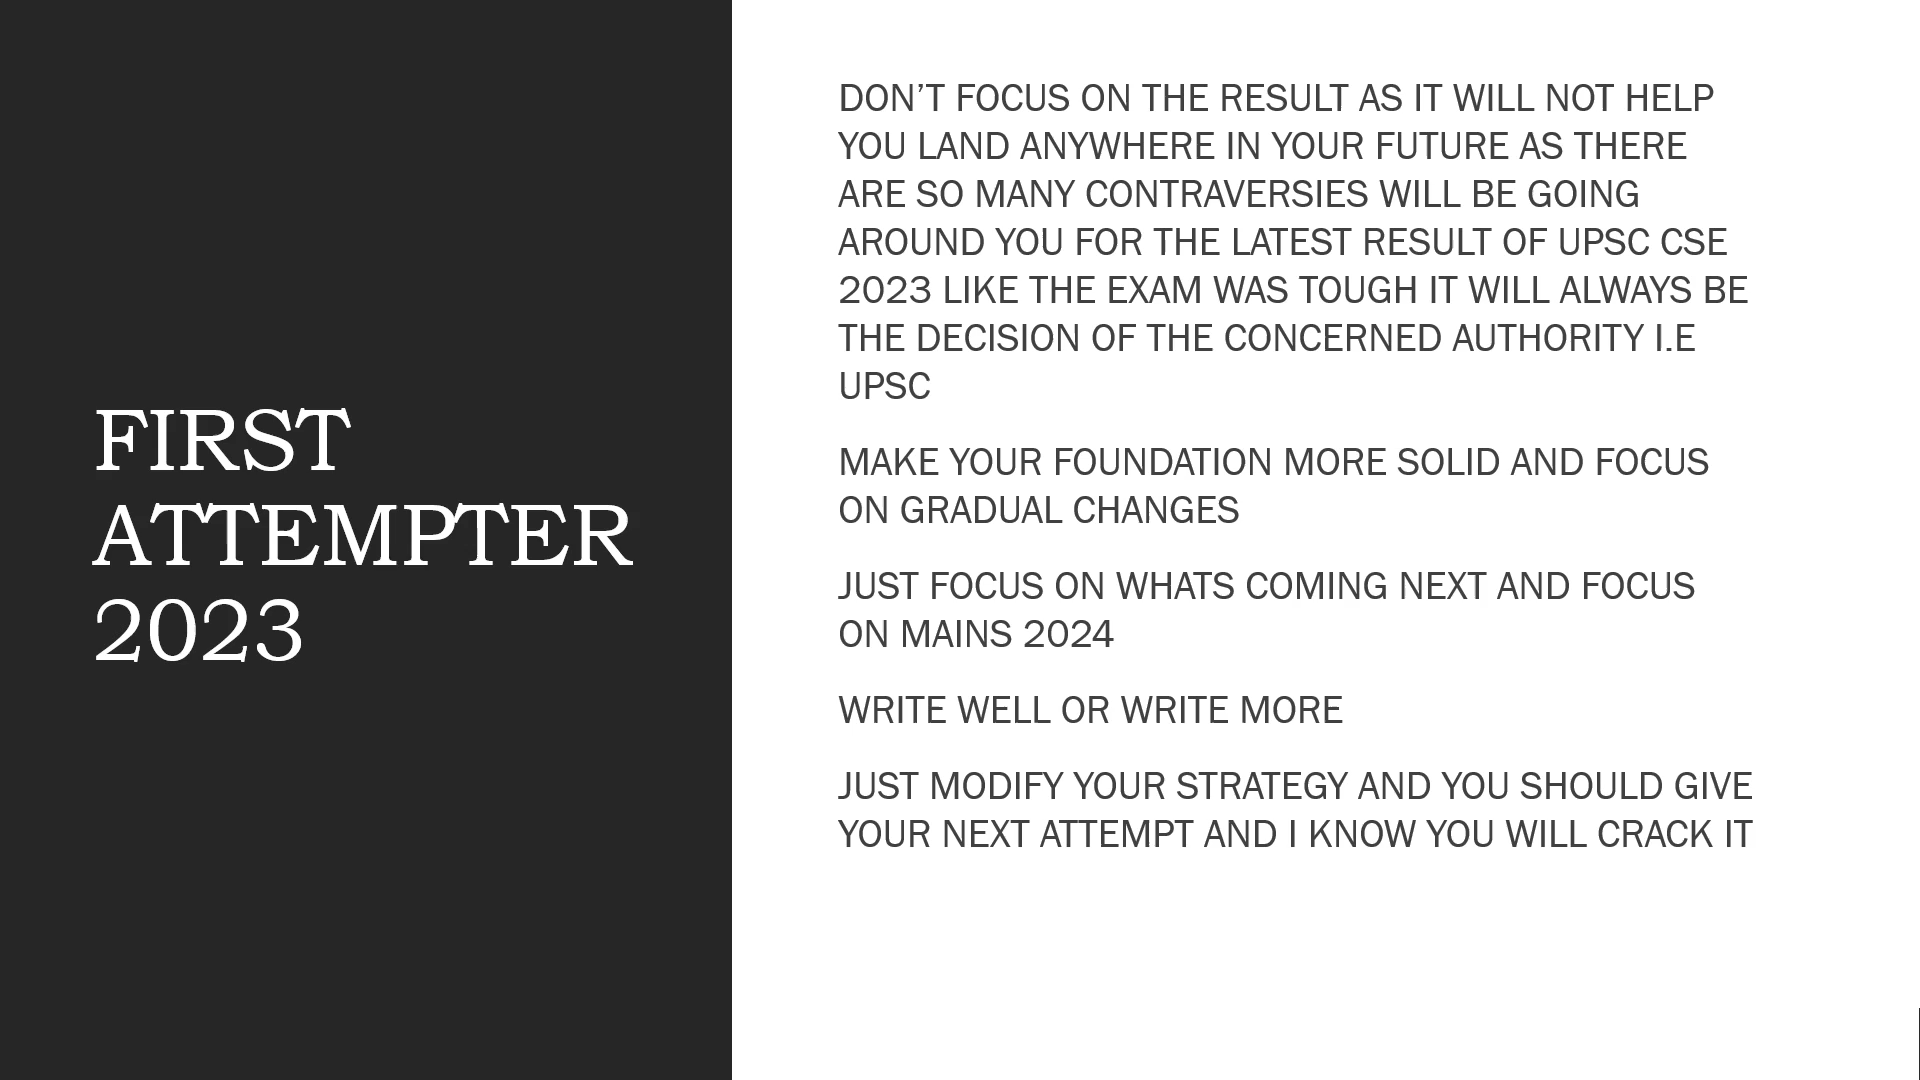 FIRST
ATTEMPTER
2023
DON’T FOCUS ON THE RESULT AS IT WILL NOT HELP
YOU LAND ANYWHERE IN YOUR FUTURE AS THERE
ARE SO MANY CONTRAVERSIES WILL BE GOING
AROUND YOU FOR THE LATEST RESULT OF UPSC CSE
2023 LIKE THE EXAM WAS TOUGH IT WILL ALWAYS BE
THE DECISION OF THE CONCERNED AUTHORITY I.E
UPSC
MAKE YOUR FOUNDATION MORE SOLID AND FOCUS
ON GRADUAL CHANGES
JUST FOCUS ON WHATS COMING NEXT AND FOCUS
ON MAINS 2024
WRITE WELL OR WRITE MORE
JUST MODIFY YOUR STRATEGY AND YOU SHOULD GIVE
YOUR NEXT ATTEMPT AND I KNOW YOU WILL CRACK IT